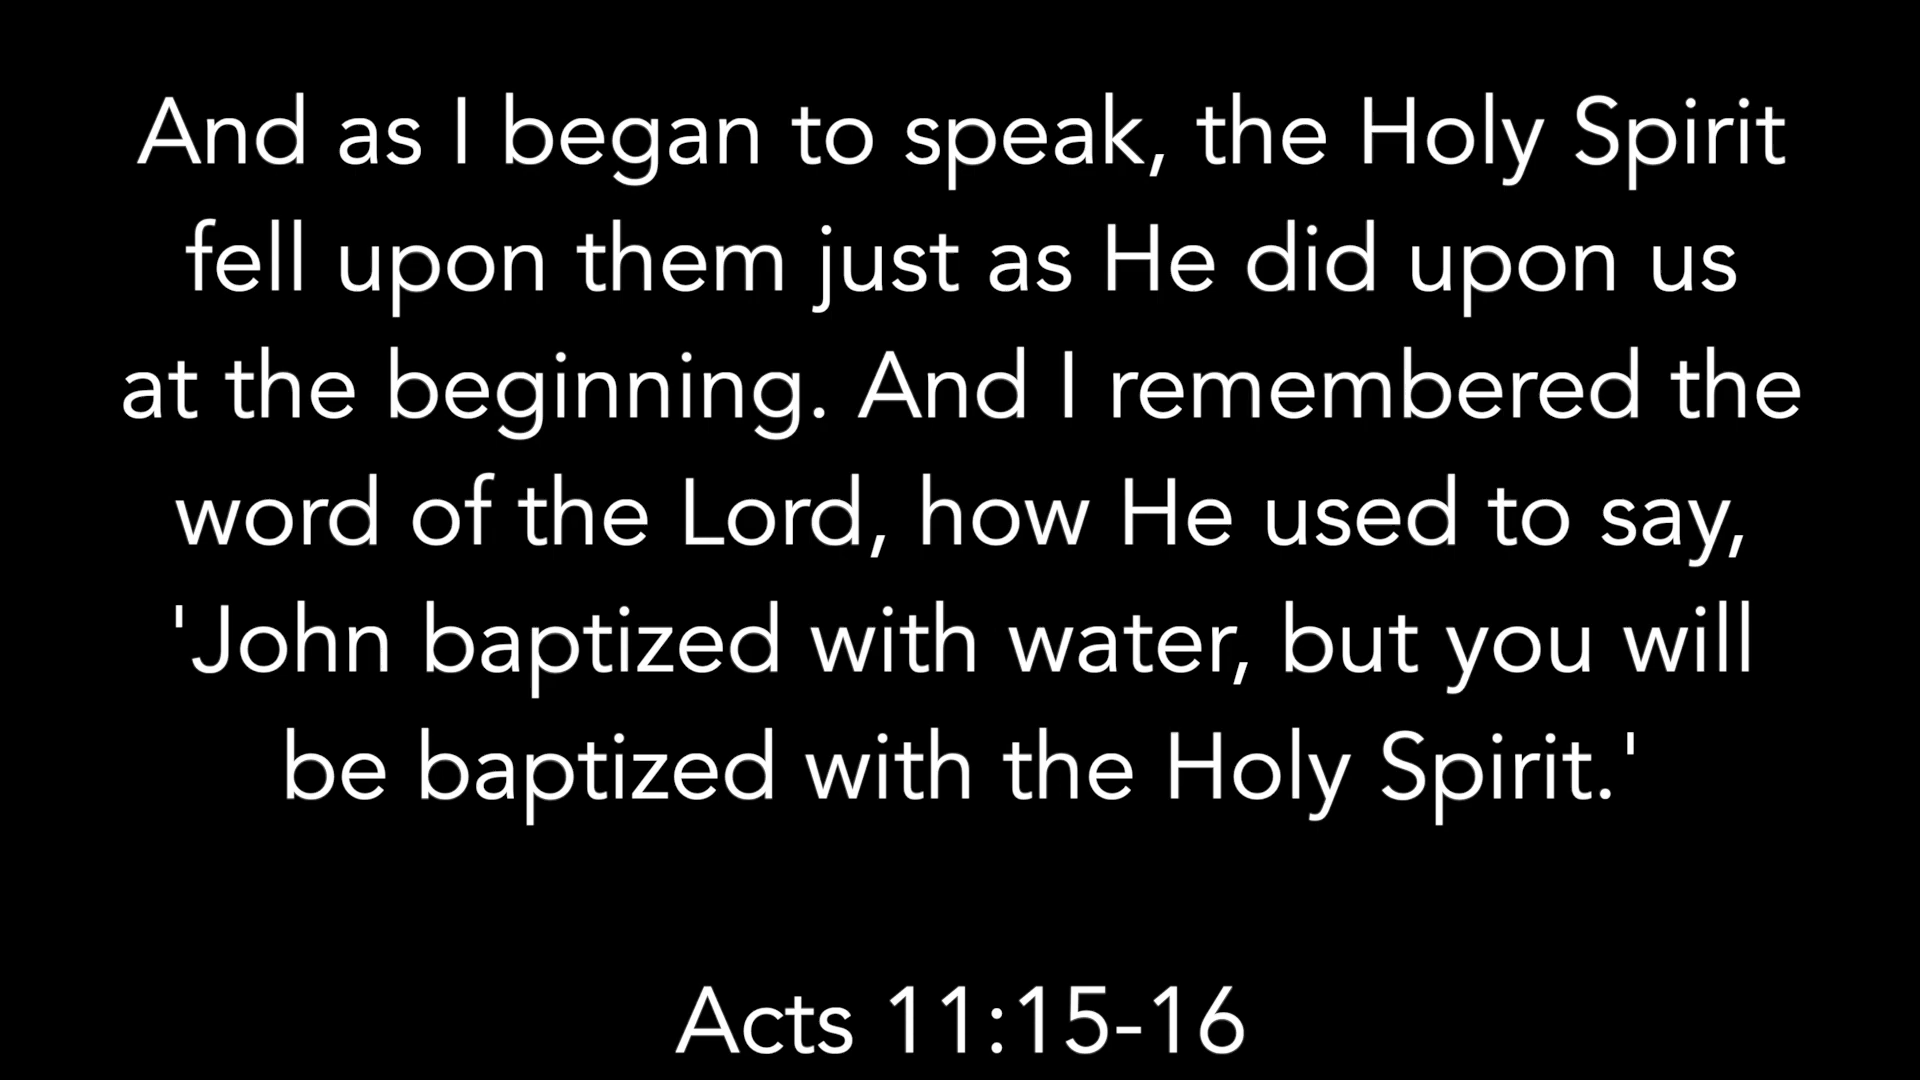 And as I began to speak, the Holy Spirit
fell upon them just as He did upon us
at the beginning. And I remembered the
word of the Lord, how He used to say,
'John baptized with water, but you will
be baptized with the Holy Spirit.'
Acts 11:15-16